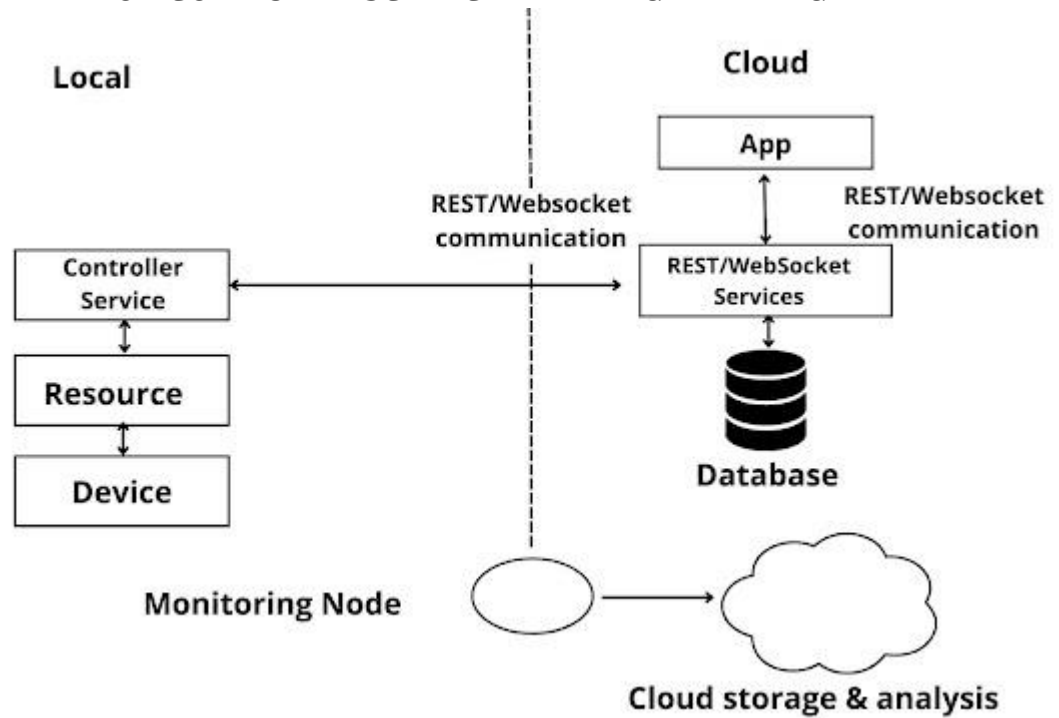 Local
Cloud
App
REST/Websocket
communication
REST/Websocket
communication
Controller
Service
REST/WebSocket
Services
Resource
Device
Database
Monitoring Node
Cloud storage & analysis